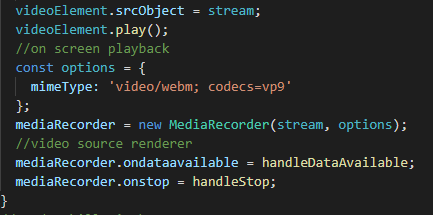 videoElement.srcObject = stream;
videoElement.play();
//on screen playback
const options = {
mimeType: 'video/webm; codecs=vp9'
};
mediaRecorder = new MediaRecorder(stream, options);
//video source renderer
mediaRecorder.ondataavailable = handleDataAvailable;
mediaRecorder.onstop = handleStop;
}